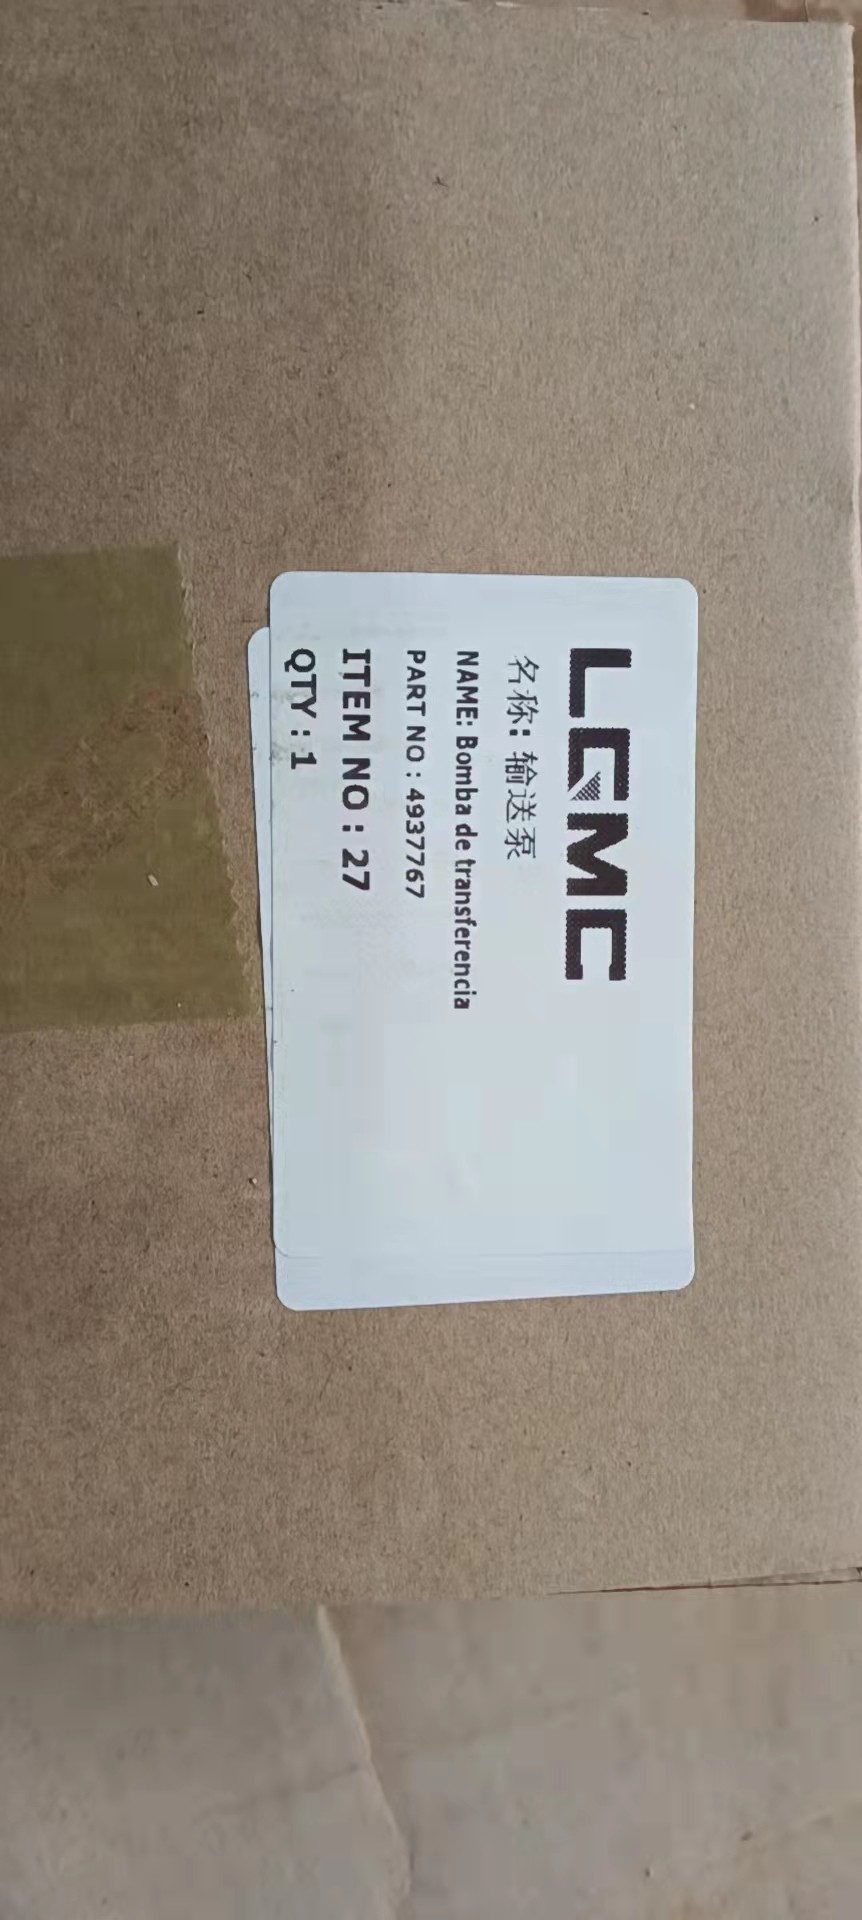 LGMC
名称: 输送泵
NAME: Bomba de transferencia
PART NO : 4937767
ITEM NO : 27
QTY : 1